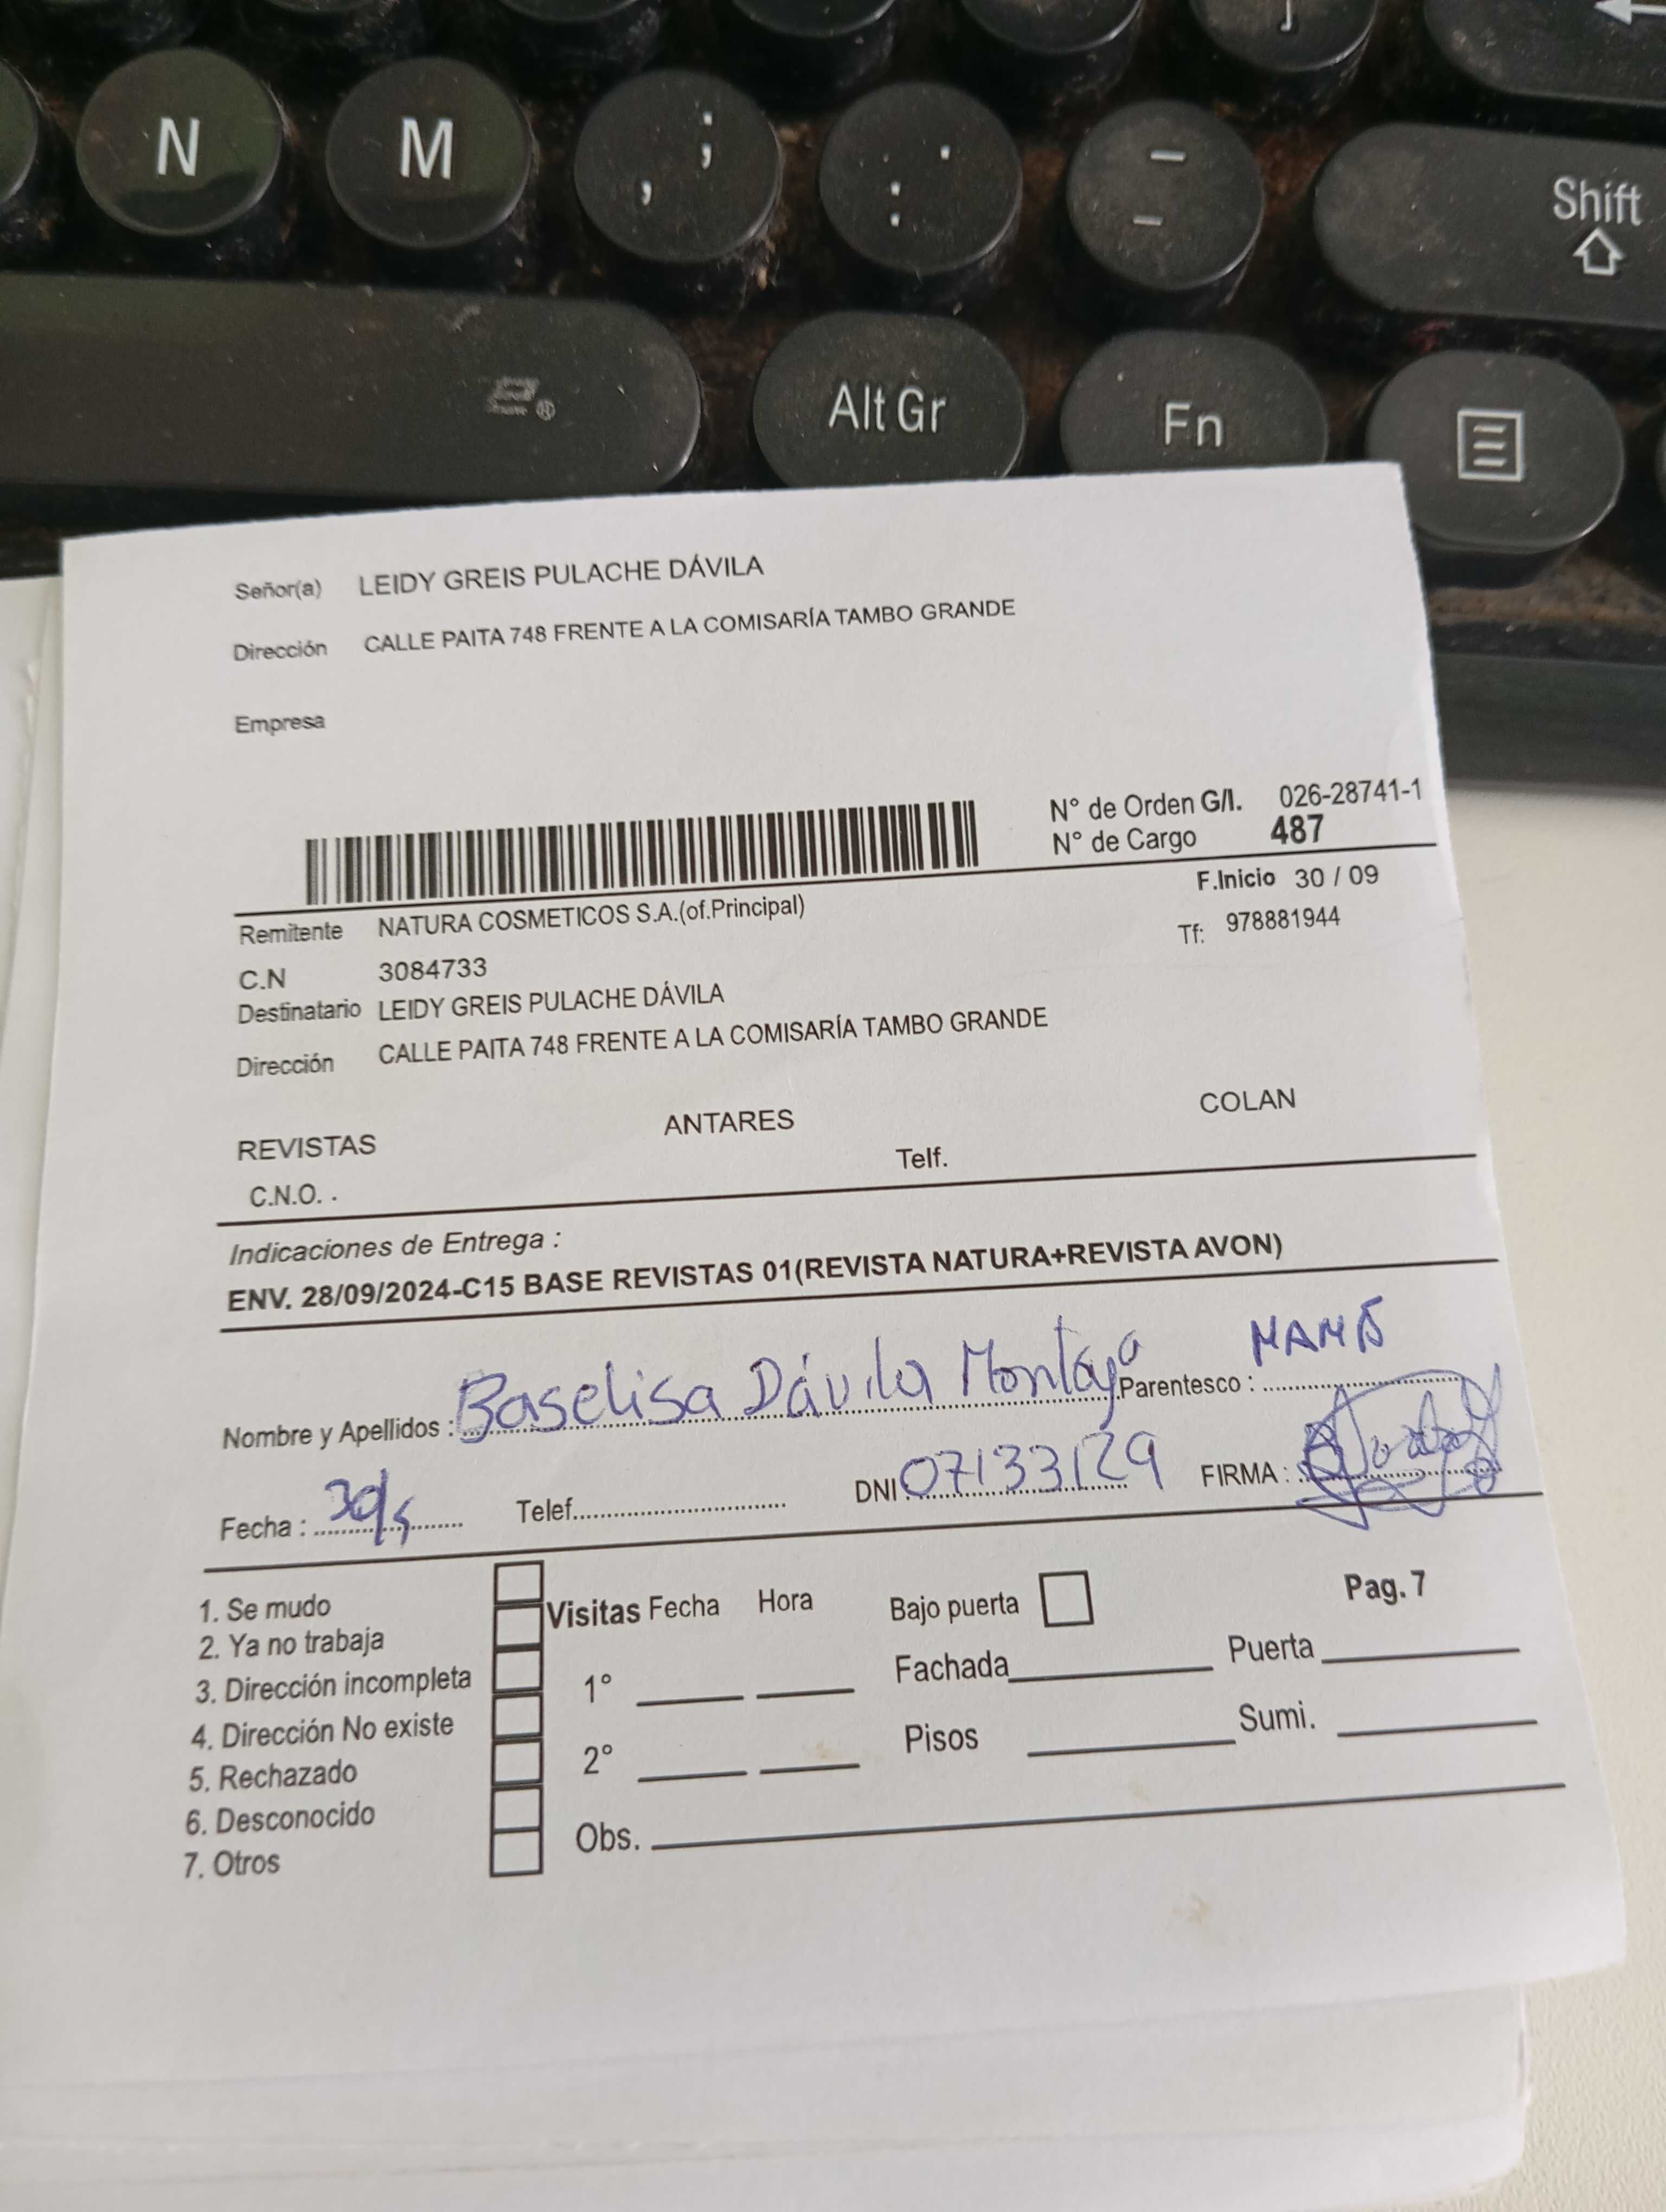 N M , ; . : - _ Shift
Alt Gr Fn
Señor(a) LEIDY GREIS PULACHE DÁVILA
Dirección CALLE PAITA 748 FRENTE A LA COMISARÍA TAMBO GRANDE
Empresa
N° de Orden G/I. 026-28741-1
N° de Cargo 487
F.Inicio 30 / 09
Remitente NATURA COSMETICOS S.A.(of.Principal)
Tf: 978881944
C.N 3084733
Destinatario LEIDY GREIS PULACHE DÁVILA
Dirección CALLE PAITA 748 FRENTE A LA COMISARÍA TAMBO GRANDE
REVISTAS ANTARES COLAN
C.N.O. . Telf.
Indicaciones de Entrega :
ENV. 28/09/2024-C15 BASE REVISTAS 01(REVISTA NATURA+REVISTA AVON)
Nombre y Apellidos : Baselisa Dávila Montoya Parentesco : MAMÁ
Fecha : 30/ Telef. DNI 07133129 FIRMA :
1. Se mudo
2. Ya no trabaja
3. Dirección incompleta
4. Dirección No existe
5. Rechazado
6. Desconocido
7. Otros
Visitas Fecha Hora
1°
2°
Obs.
Bajo puerta
Fachada
Pisos
Pag. 7
Puerta
Sumi.